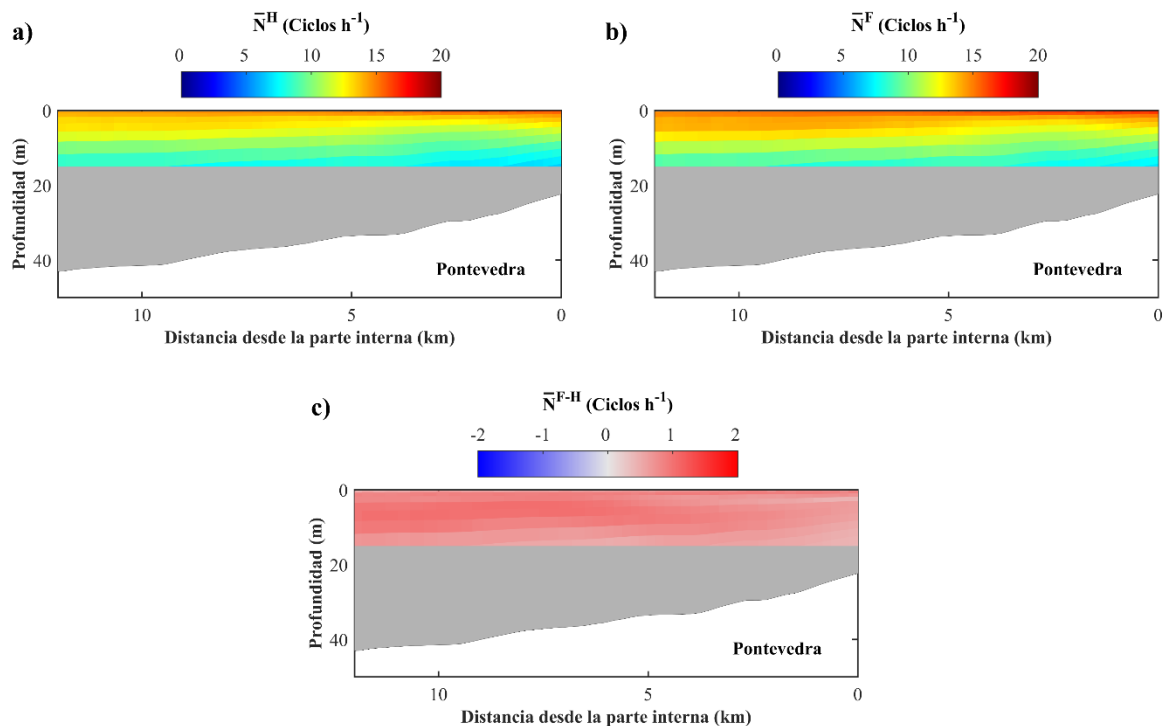 a)
N̅^H (Ciclos h^-1)
0 5 10 15 20
0
20
40
Profundidad (m)
Pontevedra
10 5 0
Distancia desde la parte interna (km)
b)
N̅^F (Ciclos h^-1)
0 5 10 15 20
0
20
40
Profundidad (m)
Pontevedra
10 5 0
Distancia desde la parte interna (km)
c)
N̅^F-H (Ciclos h^-1)
-2 -1 0 1 2
0
20
40
Profundidad (m)
Pontevedra
10 5 0
Distancia desde la parte interna (km)